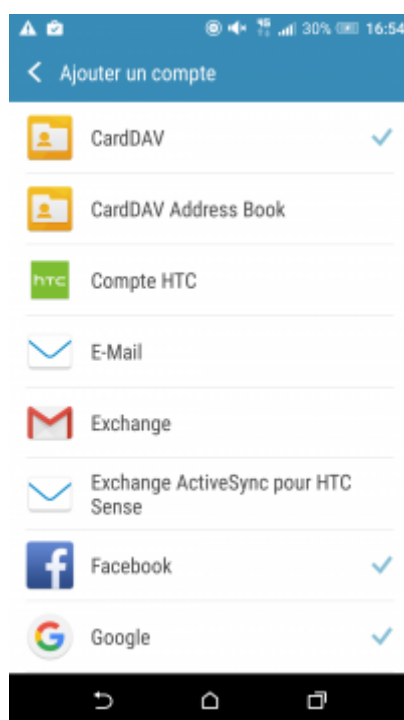 30% 16:54
Ajouter un compte
CardDAV
CardDAV Address Book
hTC Compte HTC
E-Mail
Exchange
Exchange ActiveSync pour HTC
Sense
Facebook
Google